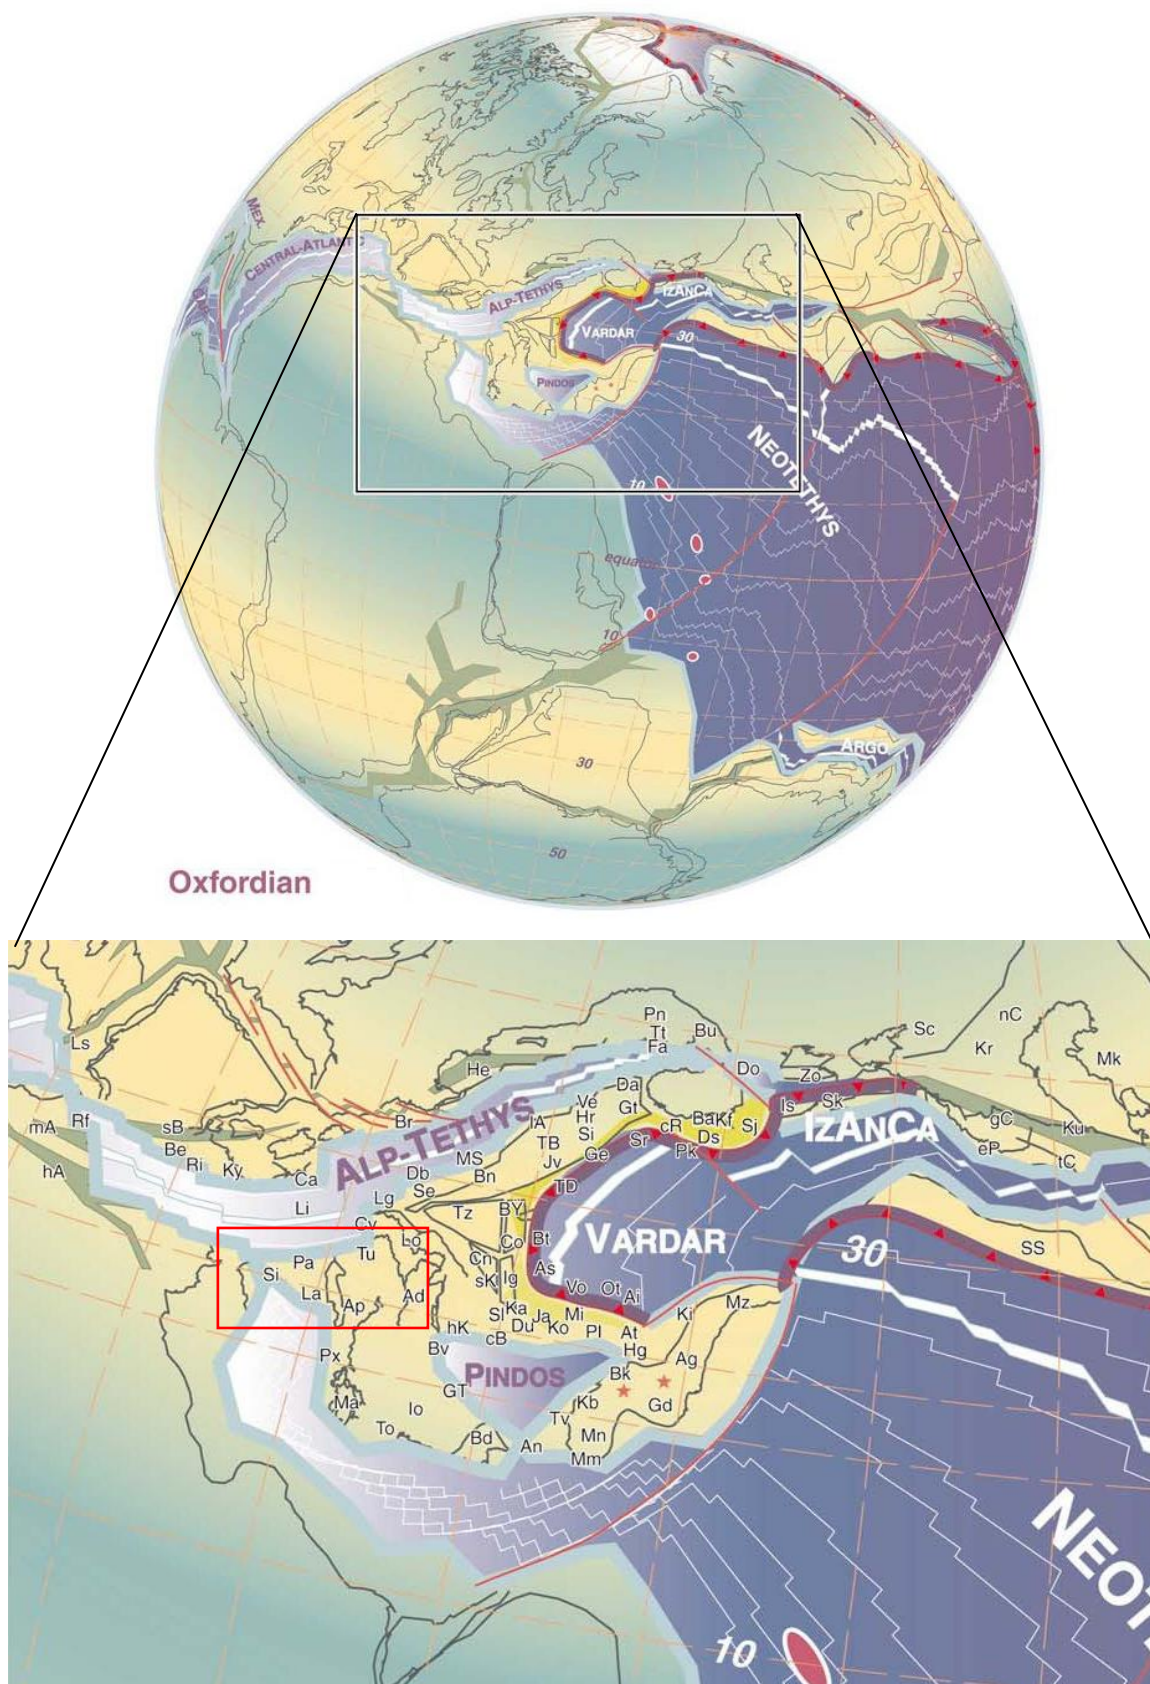 MEX.
CENTRAL-ATLANTIC
CARIB
ALP-TETHYS
IZANCA
VARDAR
30
PINDOS
NEOTETHYS
10
equator
10
ARGO
30
50
Oxfordian
Pn
Tt
Bu
Fa
Sc
nC
Kr
Mk
Ls
He
Do
Zo
Da
Is
Sk
Ve
Gt
Hr
BaKf
Sj
gC
Ku
mA
Rf
sB
Br
IA
Si
cR
Ds
IZANCA
Be
TB
Ge
Sr
Pk
eP
tC
hA
Ri
Ky
ALP-TETHYS
MS
Jv
Ca
Db
Bn
TD
Li
Lg
Se
Tz
BY
Cv
Lo
Co
Bt
VARDAR
30
SS
Pa
Tu
Cn
As
Si
sKi
Ig
Vo
Ot
La
Ap
Ad
Ai
Mz
Sl
Ka
Ja
Mi
Ki
hK
Du
Ko
Pl
At
cB
Hg
Bv
Px
PINDOS
Bk
Ag
GT
Ma
Io
Kb
Gd
To
Tv
Bd
An
Mn
Mm
NEOT
10